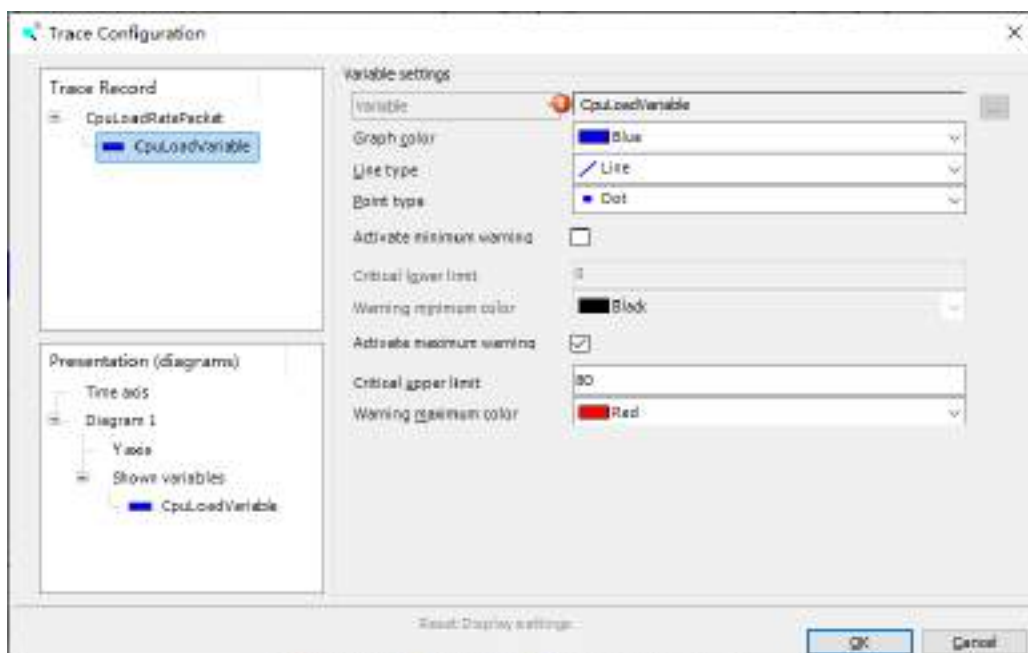 Trace Configuration
Trace Record
CpuLoadRatePacket
CpuLoadVariable
Presentation (diagrams)
Time axis
Diagram 1
Y axis
Shown variables
CpuLoadVariable
Variable settings
Variable
CpuLoadVariable
...
Graph color
Blue
Line type
Line
Point type
Dot
Activate minimum warning
Critical lower limit
0
Warning minimum color
Black
Activate maximum warning
Critical upper limit
80
Warning maximum color
Red
Reset Display settings
OK
Cancel